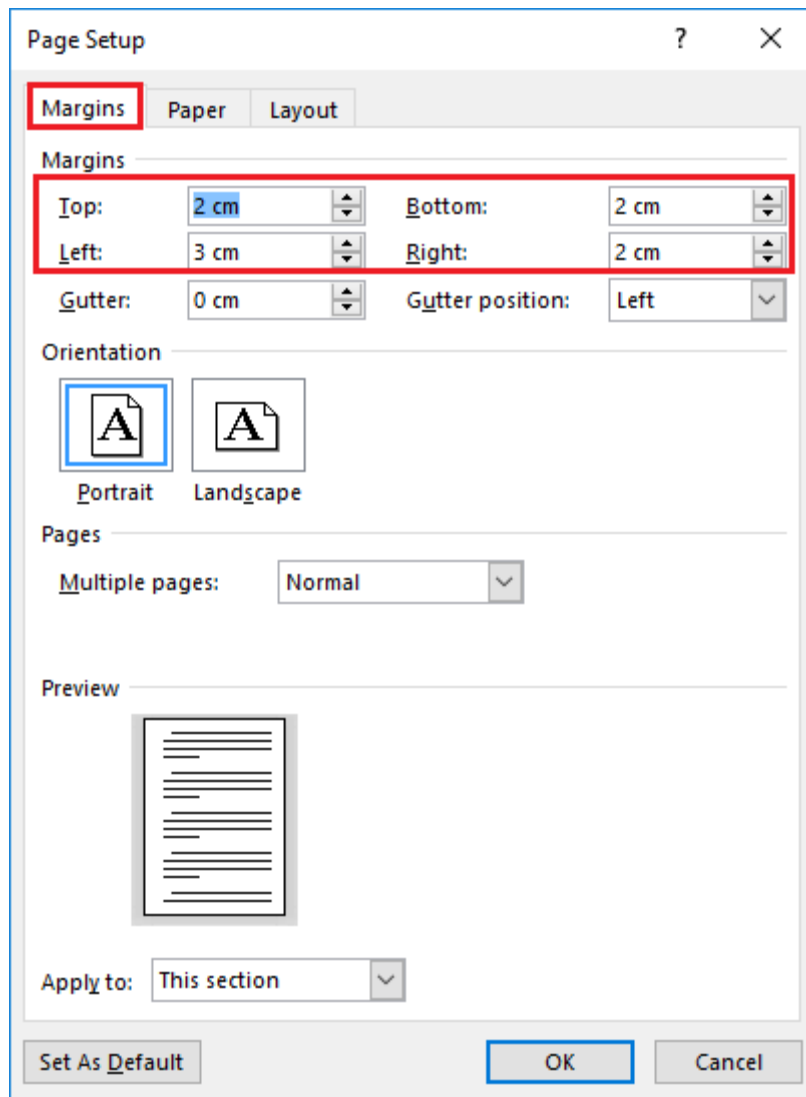 Page Setup ?
Margins Paper Layout
Margins
Top: 2 cm Bottom: 2 cm
Left: 3 cm Right: 2 cm
Gutter: 0 cm Gutter position: Left
Orientation
A A
Portrait Landscape
Pages
Multiple pages: Normal
Preview
Apply to: This section
Set As Default OK Cancel